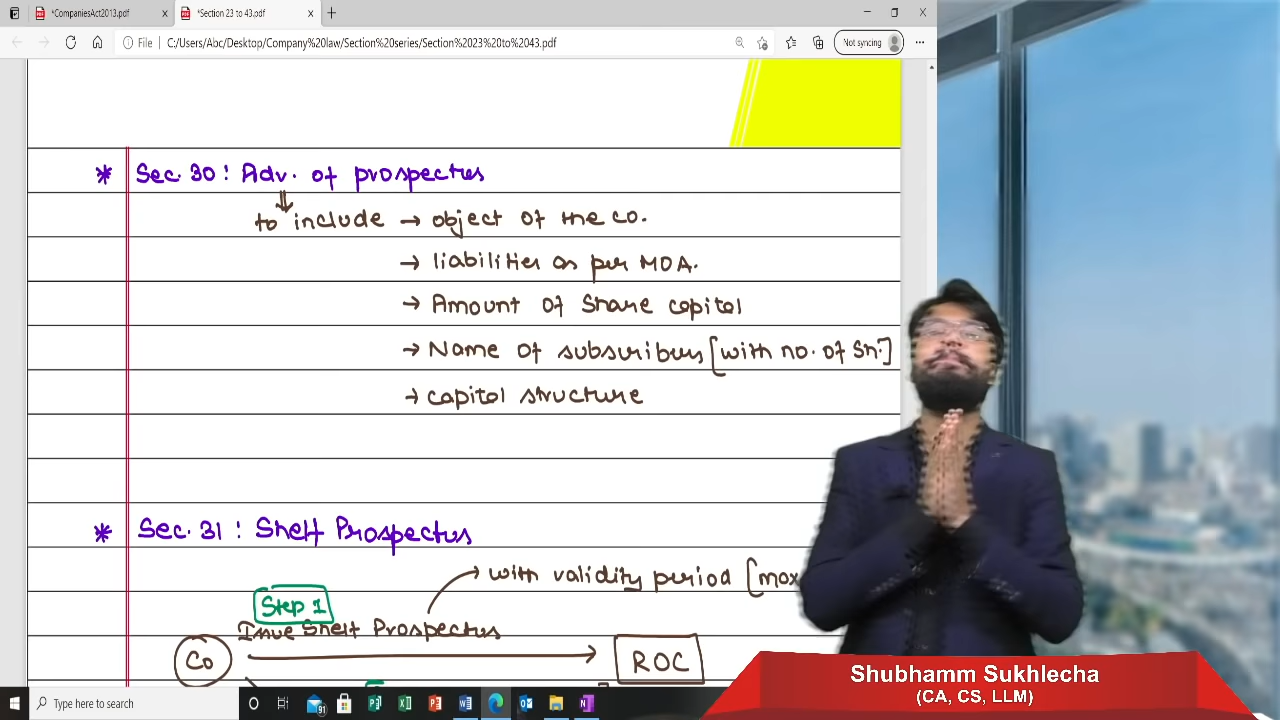 *CompaniesAct2013.pdf
*Section 23 to 43.pdf
File
C:/Users/Abc/Desktop/Company%20law/Section%20series/Section%2023%20to%2043.pdf
Not syncing
* Sec. 30 : Adv. of prospectus
to include → object of the co.
→ liabilities as per MOA.
→ Amount of Share capital
→ Name of subscribers [with no. of Sh.]
→ capital structure
* Sec. 31 : Shelf Prospectus
→ with validity period [max
Step 1
Issue Shelf Prospectus
Co
ROC
Shubhamm Sukhlecha
(CA, CS, LLM)
Type here to search
91